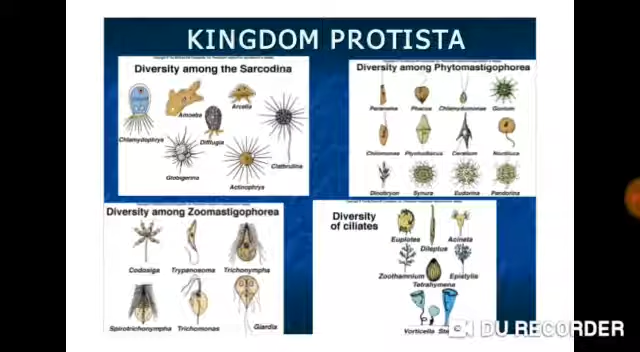 KINGDOM PROTISTA
Diversity among the Sarcodina
Chlamydophrys
Amoeba
Arcella
Difflugia
Globigerina
Actinophrys
Clathrulina
Diversity among Phytomastigophorea
Peranema
Phacus
Chlamydomonas
Gonium
Chilomonas
Ceratium
Noctiluca
Dinobryon
Synura
Eudorina
Pandorina
Diversity among Zoomastigophorea
Codosiga
Trypanosoma
Trichonympha
Spirotrichonympha
Trichomonas
Giardia
Diversity
of ciliates
Euplotes
Dileptus
Acineta
Zoothamnium
Epistylis
Tetrahymena
Vorticella
DU RECORDER